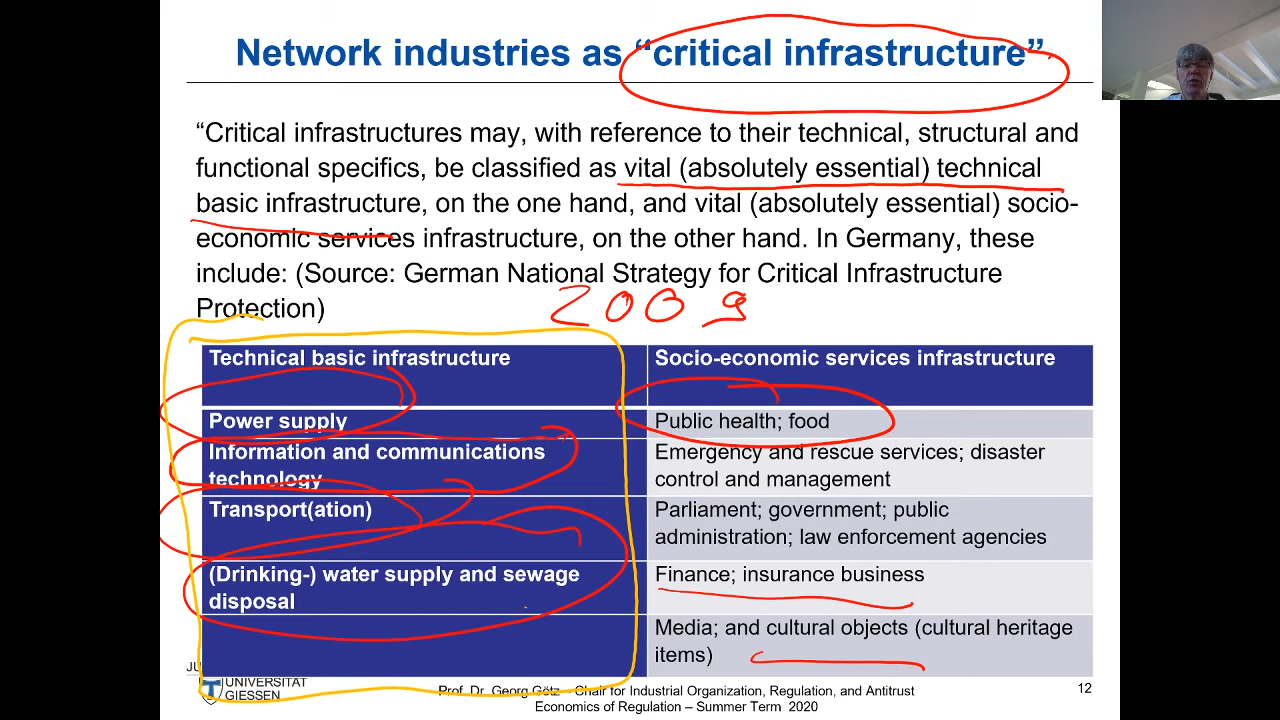 Network industries as “critical infrastructure”
“Critical infrastructures may, with reference to their technical, structural and
functional specifics, be classified as vital (absolutely essential) technical
basic infrastructure, on the one hand, and vital (absolutely essential) socio-
economic services infrastructure, on the other hand. In Germany, these
include: (Source: German National Strategy for Critical Infrastructure
Protection)
2009
Technical basic infrastructure
Socio-economic services infrastructure
Power supply
Public health; food
Information and communications
technology
Emergency and rescue services; disaster
control and management
Transport(ation)
Parliament; government; public
administration; law enforcement agencies
(Drinking-) water supply and sewage
disposal
Finance; insurance business
Media; and cultural objects (cultural heritage
items)
UNIVERSITÄT
GIESSEN
Prof. Dr. Georg Götz - Chair for Industrial Organization, Regulation, and Antitrust
Economics of Regulation – Summer Term 2020
12